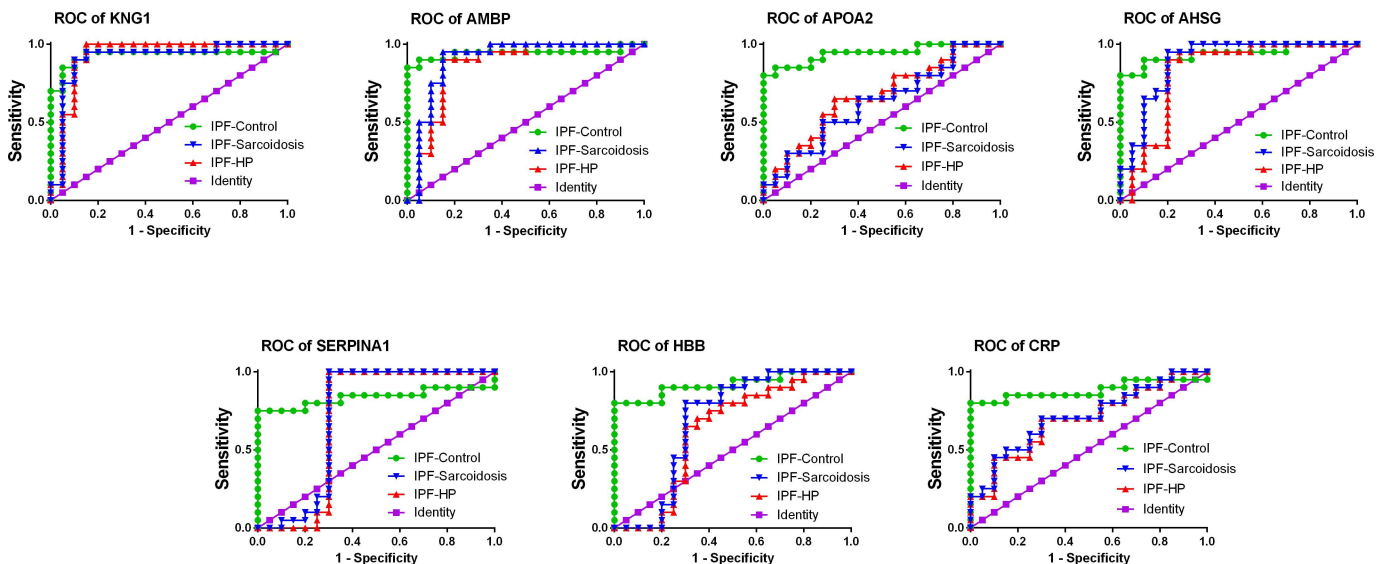 ROC of KNG1
1.0
0.5
0.0
Sensitivity
0.0 0.2 0.4 0.6 0.8 1.0
1 - Specificity
IPF-Control
IPF-Sarcoidosis
IPF-HP
Identity
ROC of AMBP
1.0
0.5
0.0
Sensitivity
0.0 0.2 0.4 0.6 0.8 1.0
1 - Specificity
IPF-Control
IPF-Sarcoidosis
IPF-HP
Identity
ROC of APOA2
1.0
0.5
0.0
Sensitivity
0.0 0.2 0.4 0.6 0.8 1.0
1 - Specificity
IPF-Control
IPF-Sarcoidosis
IPF-HP
Identity
ROC of AHSG
1.0
0.5
0.0
Sensitivity
0.0 0.2 0.4 0.6 0.8 1.0
1 - Specificity
IPF-Control
IPF-Sarcoidosis
IPF-HP
Identity
ROC of SERPINA1
1.0
0.5
0.0
Sensitivity
0.0 0.2 0.4 0.6 0.8 1.0
1 - Specificity
IPF-Control
IPF-Sarcoidosis
IPF-HP
Identity
ROC of HBB
1.0
0.5
0.0
Sensitivity
0.0 0.2 0.4 0.6 0.8 1.0
1 - Specificity
IPF-Control
IPF-Sarcoidosis
IPF-HP
Identity
ROC of CRP
1.0
0.5
0.0
Sensitivity
0.0 0.2 0.4 0.6 0.8 1.0
1 - Specificity
IPF-Control
IPF-Sarcoidosis
IPF-HP
Identity